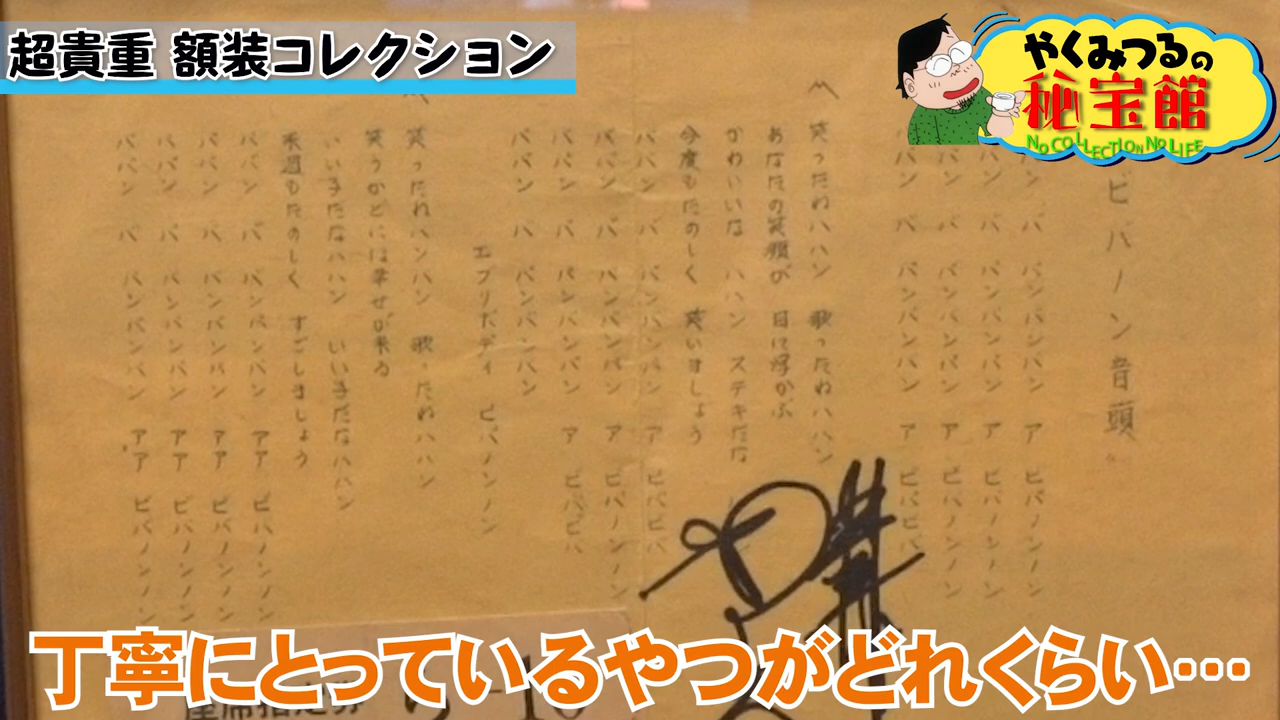 超貴重 額装コレクション
やくみつるの
秘宝館
NO COLLECTION NO LIFE
ビバノン音頭
ババン バ バンバンバン ア ビバノンノン
ババン バ バンバンバン ア ビバビバ
〽笑ったねハハン 歌ったねハハン
あなたの笑顔が 目に浮かぶ
かわいいな ハハン ステキだな
今度もたのしく 笑いましょう
ババン バ バンバンバン ア ビバビバ
ババン バ バンバンバン ア ビバノンノン
ババン バ バンバンバン ア ビバビバ
ババン バ バンバンバン
エブリボディ ビバノンノン
笑ったねハンハン 歌ったねハハン
笑うかどには幸せが来る
いい子だなハハン いい子だなハハン
来週もたのしく すごしましょう
ババン バ バンバンバン アア ビバノンノン
ババン バ バンバンバン アア ビバノンノン
ババン バ バンバンバン アア ビバノンノン
ババン バ バンバンバン アア ビバノンノン
座席指定券
丁寧にとっているやつがどれくらい…